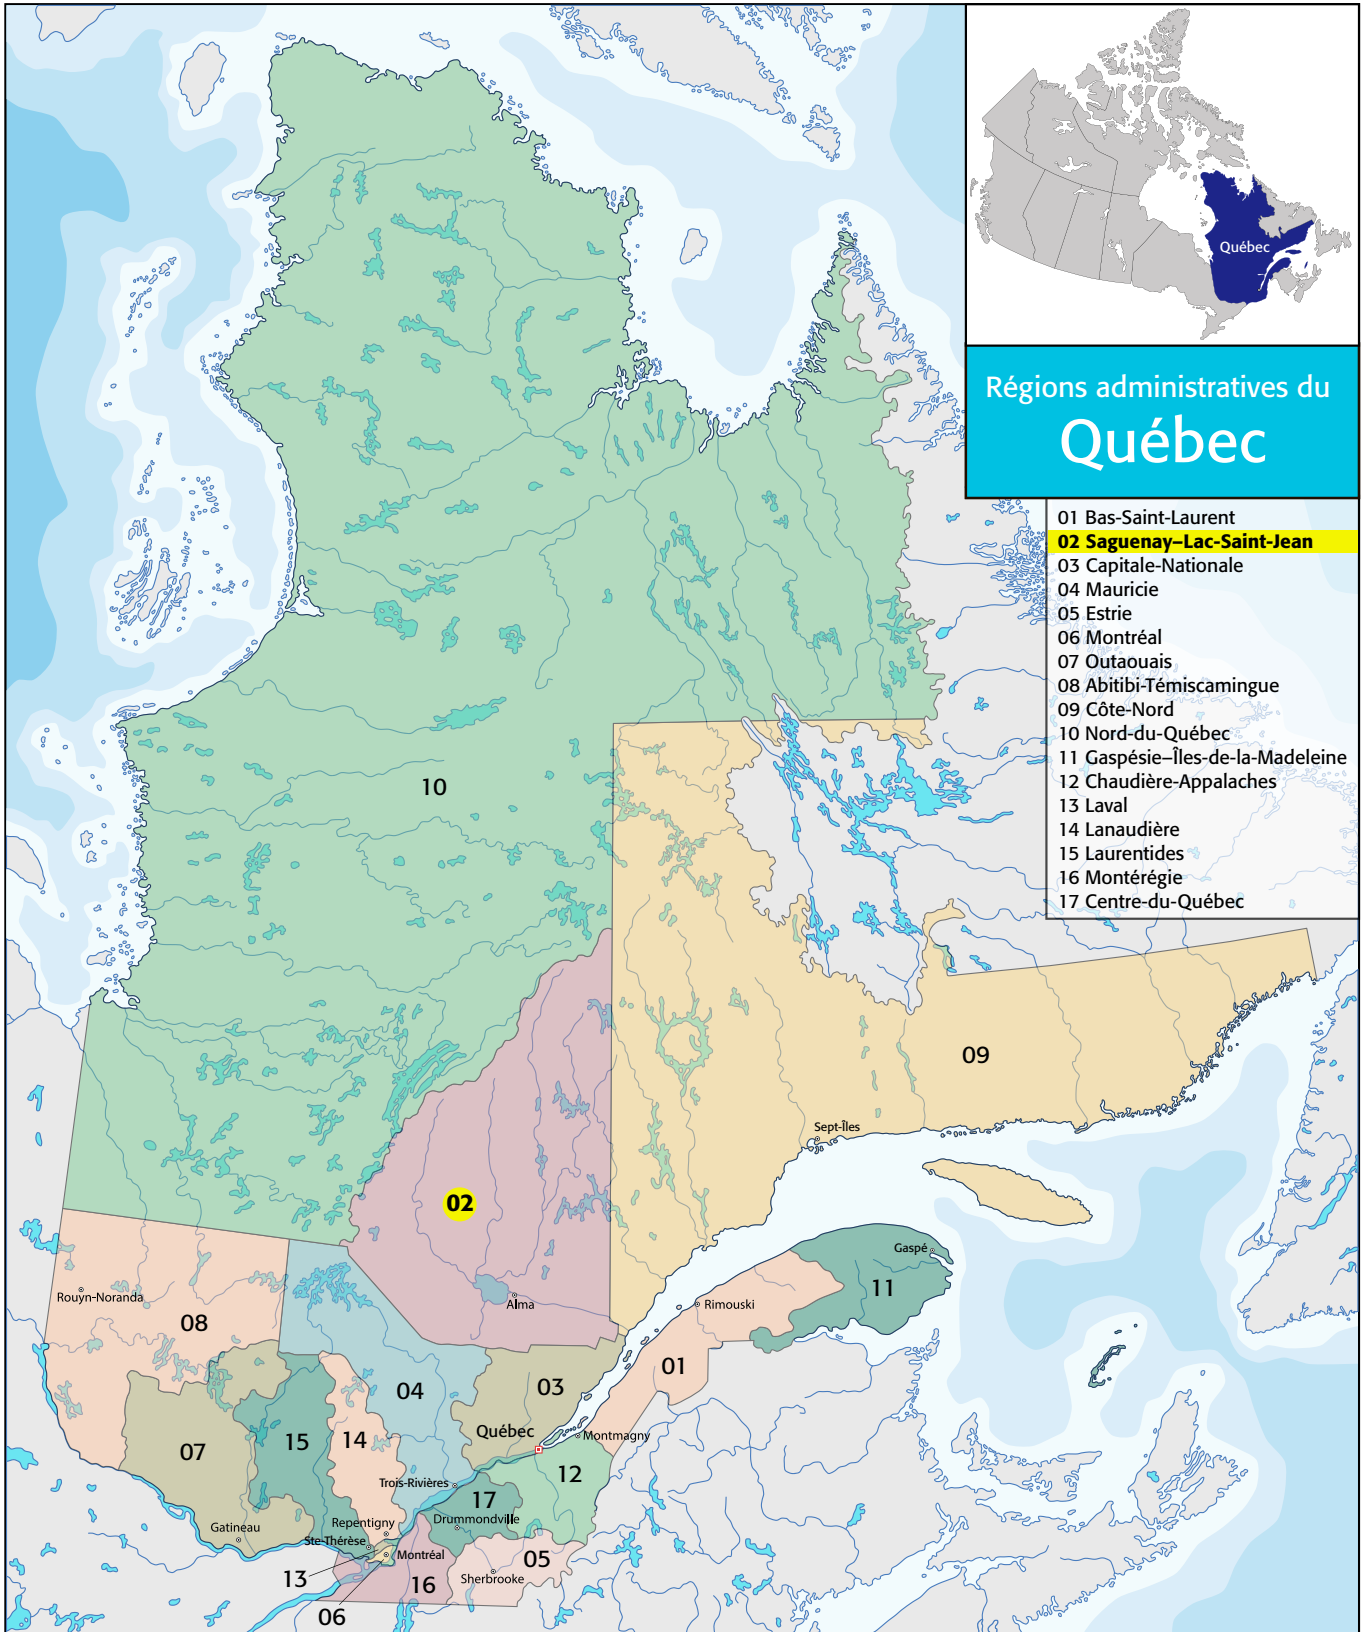 Québec
Régions administratives du
Québec
01 Bas-Saint-Laurent
02 Saguenay–Lac-Saint-Jean
03 Capitale-Nationale
04 Mauricie
05 Estrie
06 Montréal
07 Outaouais
08 Abitibi-Témiscamingue
09 Côte-Nord
10 Nord-du-Québec
11 Gaspésie–Îles-de-la-Madeleine
12 Chaudière-Appalaches
13 Laval
14 Lanaudière
15 Laurentides
16 Montérégie
17 Centre-du-Québec
10
09
Sept-Îles
02
Gaspé
11
Rouyn-Noranda
Alma
Rimouski
08
01
03
04
Québec
Montmagny
07
15
14
12
Trois-Rivières
17
Drummondville
Gatineau
Repentigny
Ste-Thérèse
Montréal
05
Sherbrooke
13
16
06